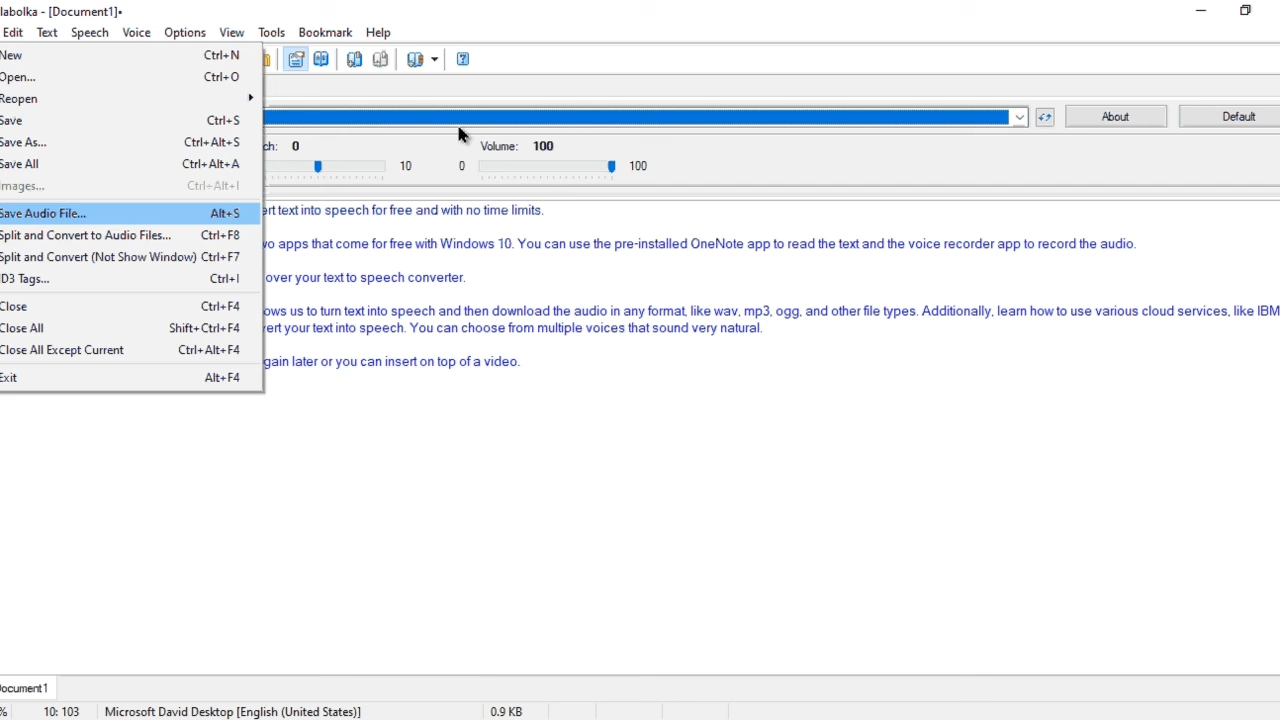 labolka - [Document1]•
Edit Text Speech Voice Options View Tools Bookmark Help
New Ctrl+N
Open... Ctrl+O
Reopen
Save Ctrl+S
Save As... Ctrl+Alt+S
Save All Ctrl+Alt+A
Images... Ctrl+Alt+I
Save Audio File... Alt+S
Split and Convert to Audio Files... Ctrl+F8
Split and Convert (Not Show Window) Ctrl+F7
ID3 Tags... Ctrl+I
Close Ctrl+F4
Close All Shift+Ctrl+F4
Close All Except Current Ctrl+Alt+F4
Exit Alt+F4
About Default
ch: 0 Volume: 100
10 0 100
ert text into speech for free and with no time limits.
wo apps that come for free with Windows 10. You can use the pre-installed OneNote app to read the text and the voice recorder app to record the audio.
over your text to speech converter.
ows us to turn text into speech and then download the audio in any format, like wav, mp3, ogg, and other file types. Additionally, learn how to use various cloud services, like IBM
vert your text into speech. You can choose from multiple voices that sound very natural.
gain later or you can insert on top of a video.
Document1
% 10: 103 Microsoft David Desktop [English (United States)] 0.9 KB